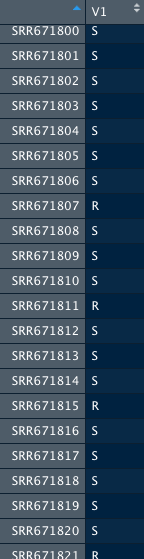 V1
SRR671800 S
SRR671801 S
SRR671802 S
SRR671803 S
SRR671804 S
SRR671805 S
SRR671806 S
SRR671807 R
SRR671808 S
SRR671809 S
SRR671810 S
SRR671811 R
SRR671812 S
SRR671813 S
SRR671814 S
SRR671815 R
SRR671816 S
SRR671817 S
SRR671818 S
SRR671819 S
SRR671820 S
SRR671821 R